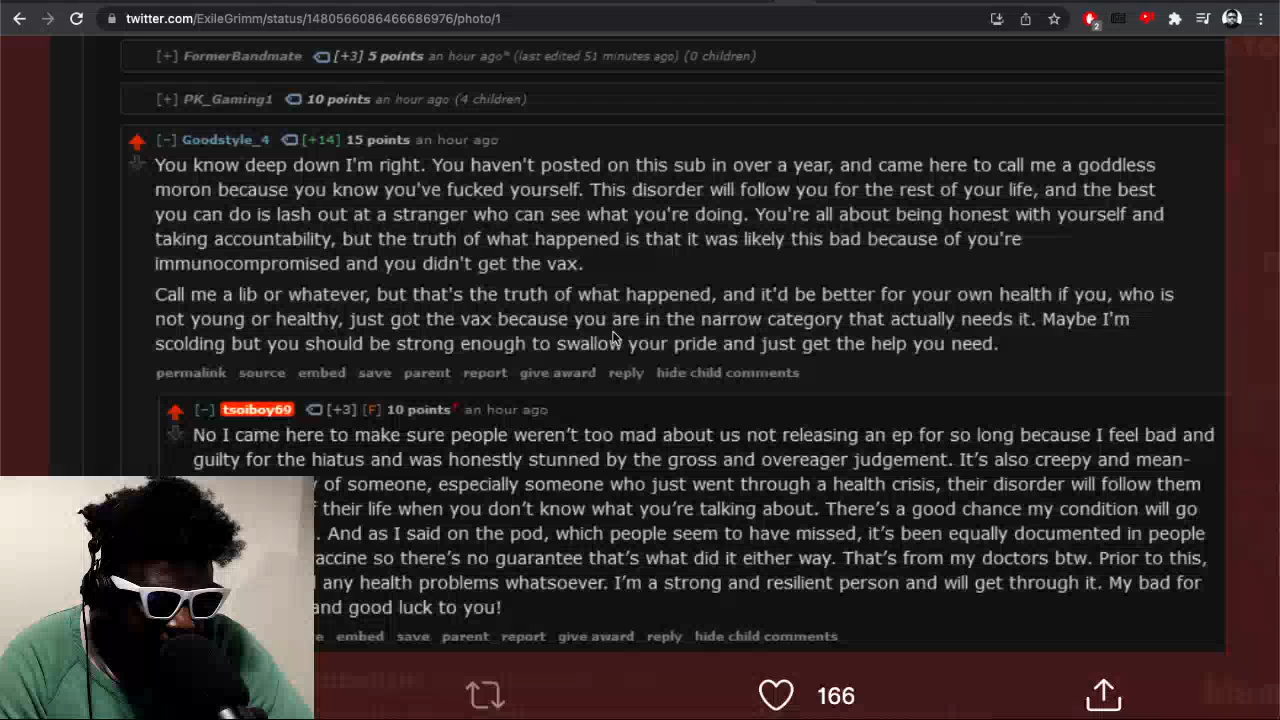 twitter.com/ExileGrimm/status/1480566086466686976/photo/1
2
[+] FormerBandmate [+3] 5 points an hour ago* (last edited 51 minutes ago) (0 children)
[+] PK_Gaming1 10 points an hour ago (4 children)
[-] Goodstyle_4 [+14] 15 points an hour ago
You know deep down I'm right. You haven't posted on this sub in over a year, and came here to call me a goddless
moron because you know you've fucked yourself. This disorder will follow you for the rest of your life, and the best
you can do is lash out at a stranger who can see what you're doing. You're all about being honest with yourself and
taking accountability, but the truth of what happened is that it was likely this bad because of you're
immunocompromised and you didn't get the vax.
Call me a lib or whatever, but that's the truth of what happened, and it'd be better for your own health if you, who is
not young or healthy, just got the vax because you are in the narrow category that actually needs it. Maybe I'm
scolding but you should be strong enough to swallow your pride and just get the help you need.
permalink source embed save parent report give award reply hide child comments
[-] tsoiboy69 [+3] [F] 10 points† an hour ago
No I came here to make sure people weren't too mad about us not releasing an ep for so long because I feel bad and
guilty for the hiatus and was honestly stunned by the gross and overeager judgement. It's also creepy and mean-
y of someone, especially someone who just went through a health crisis, their disorder will follow them
their life when you don't know what you're talking about. There's a good chance my condition will go
. And as I said on the pod, which people seem to have missed, it's been equally documented in people
accine so there's no guarantee that's what did it either way. That's from my doctors btw. Prior to this,
any health problems whatsoever. I'm a strong and resilient person and will get through it. My bad for
and good luck to you!
embed save parent report give award reply hide child comments
166